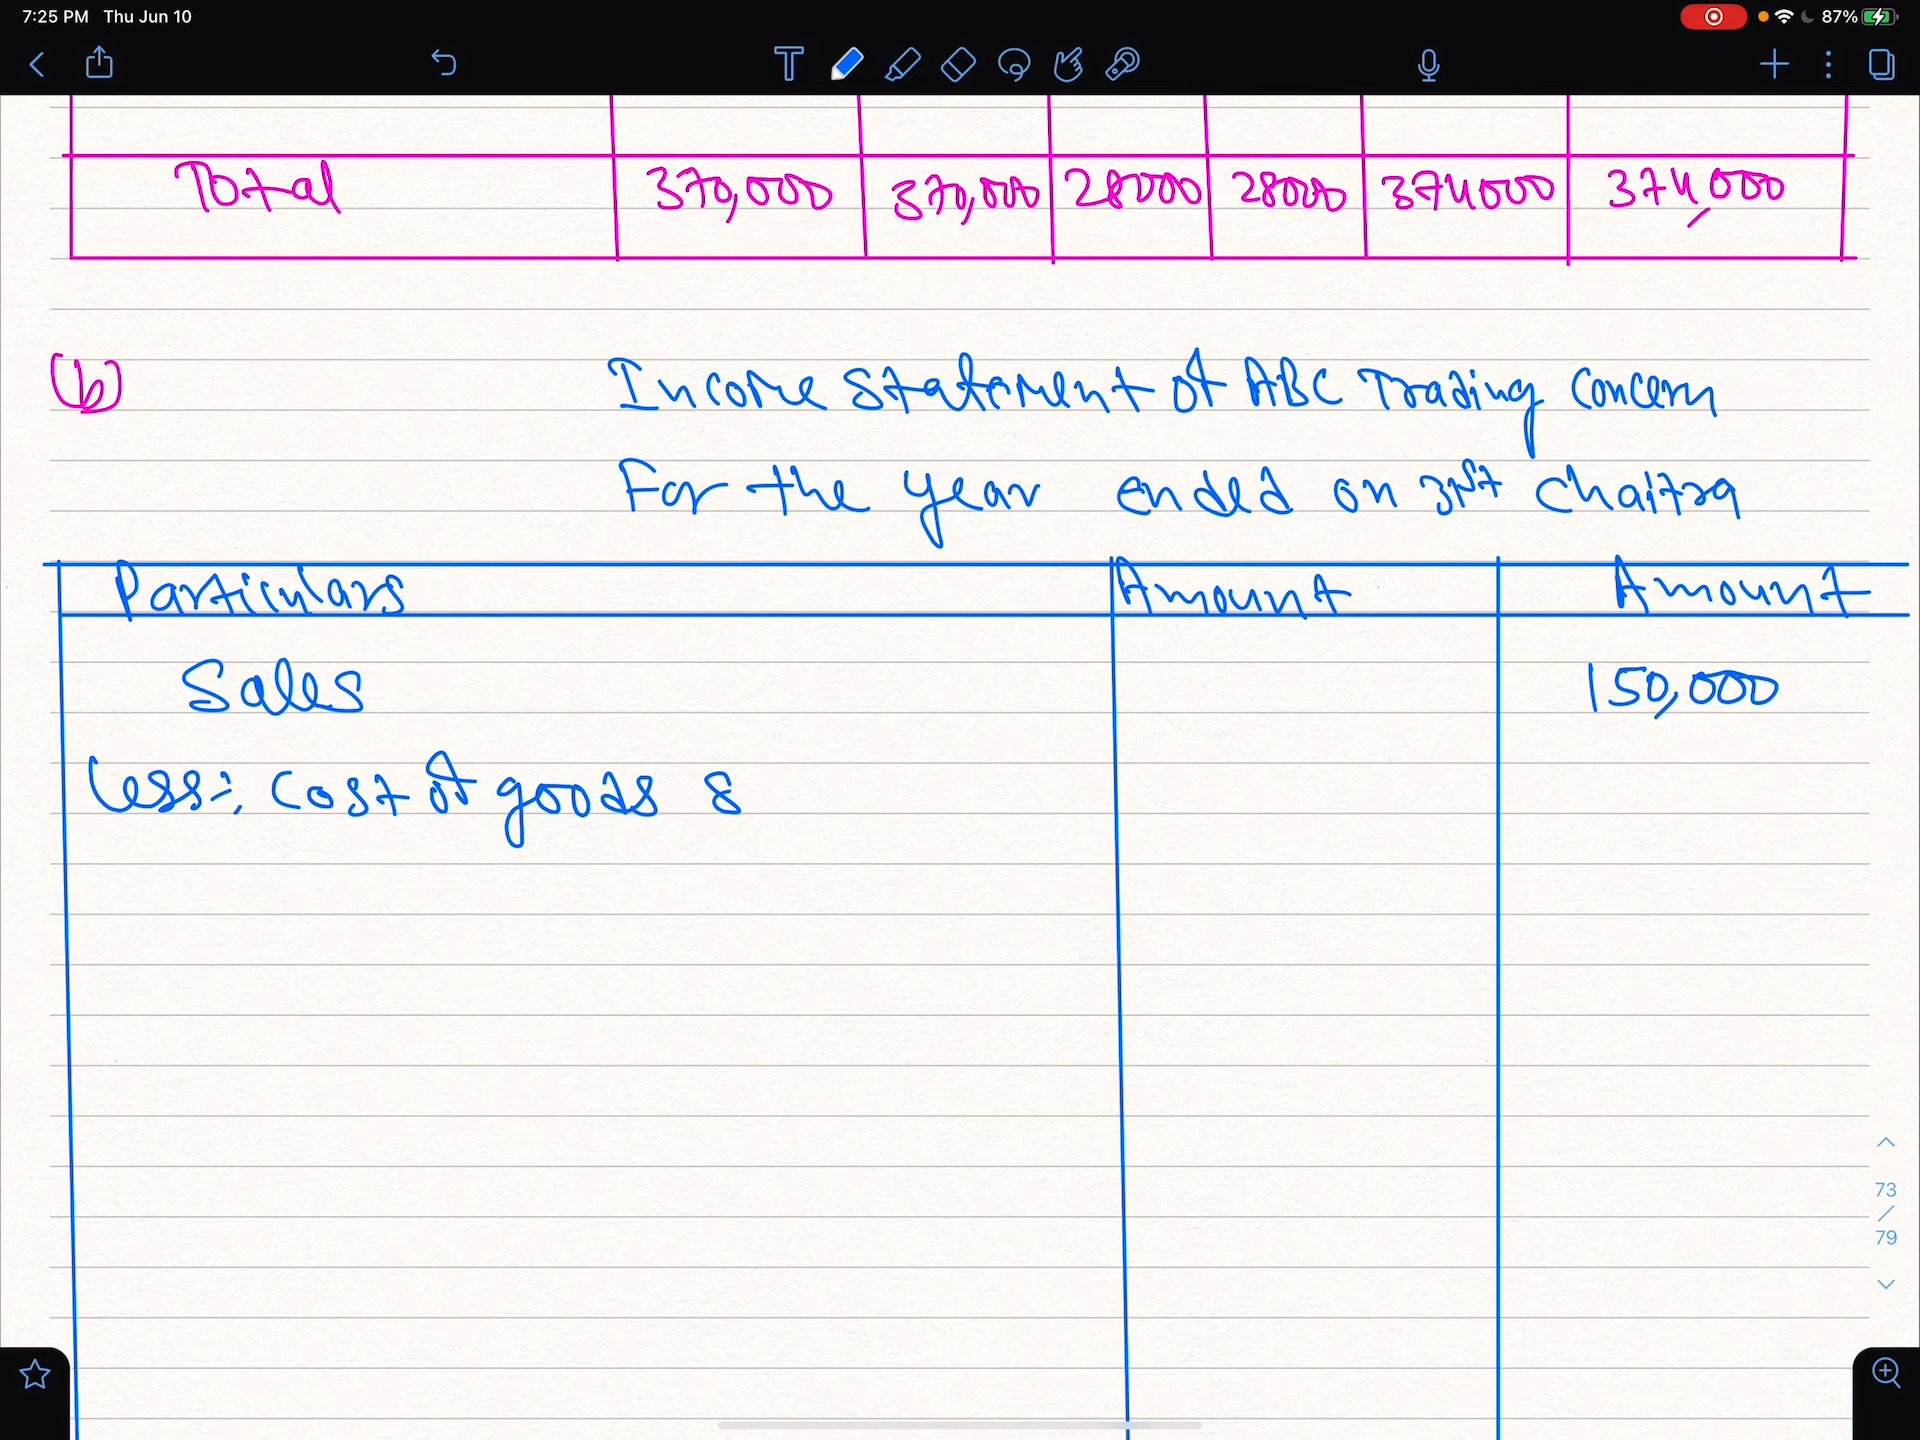 7:25 PM Thu Jun 10 87%
Total 370,000 370,000 28000 28000 374000 374,000
(b) Income Statement of ABC Trading Concern
For the year ended on 31st Chaitra
Particulars Amount Amount
Sales 150,000
Less:- Cost of goods s
73
/
79